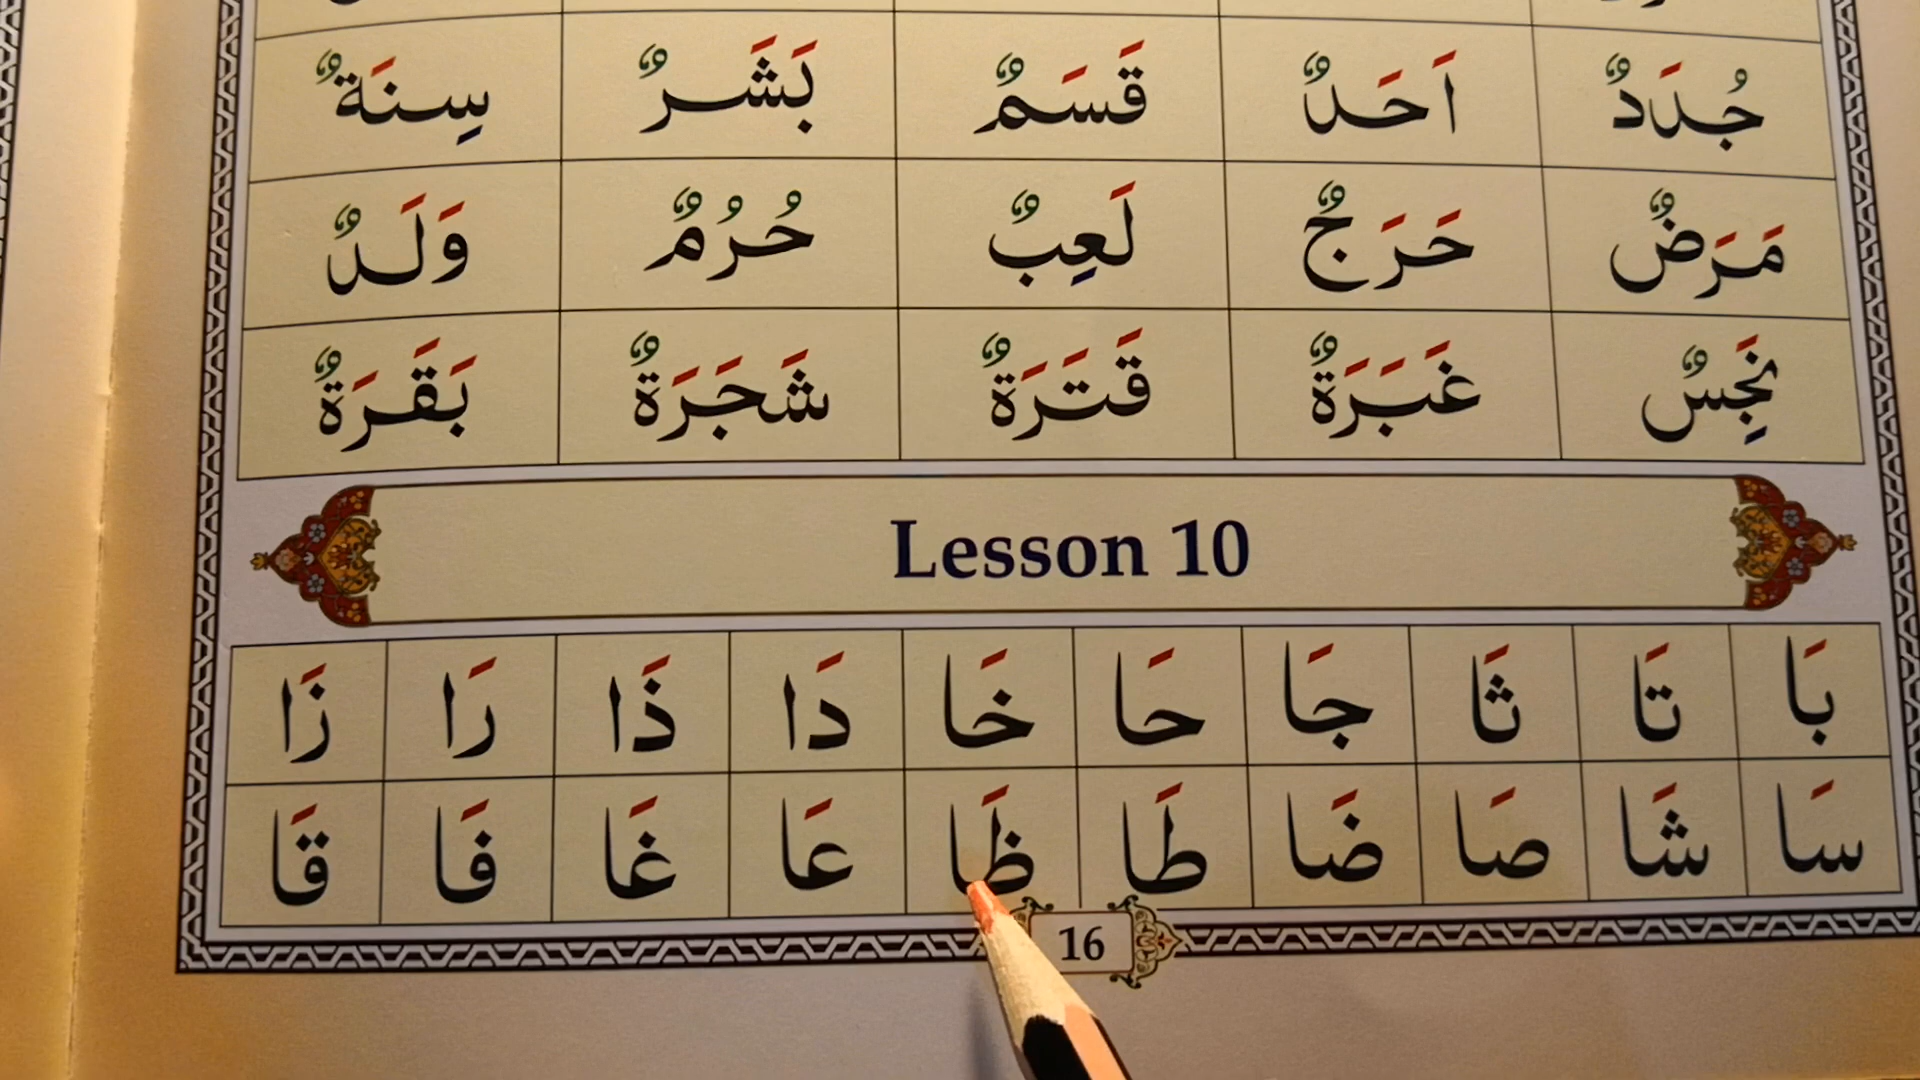 جُدَدٌ اَحَدٌ قَسَمٌ بَشَرٌ سِنَةٌ
مَرَضٌ حَرَجٌ لَعِبٌ حُرُمٌ وَلَدٌ
نَجِسٌ غَبَرَةٌ قَتَرَةٌ شَجَرَةٌ بَقَرَةٌ
Lesson 10
بَا تَا ثَا جَا حَا خَا دَا ذَا رَا زَا
سَا شَا صَا ضَا طَا ظَا عَا غَا فَا قَا
16